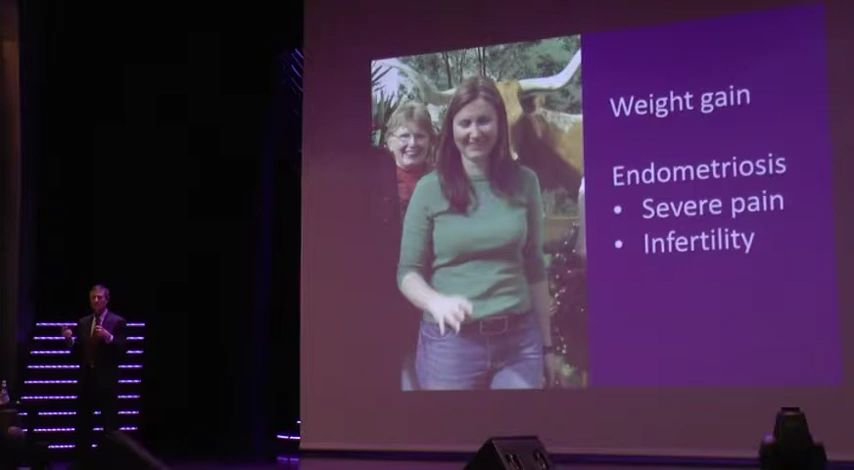 Weight gain
Endometriosis
• Severe pain
• Infertility